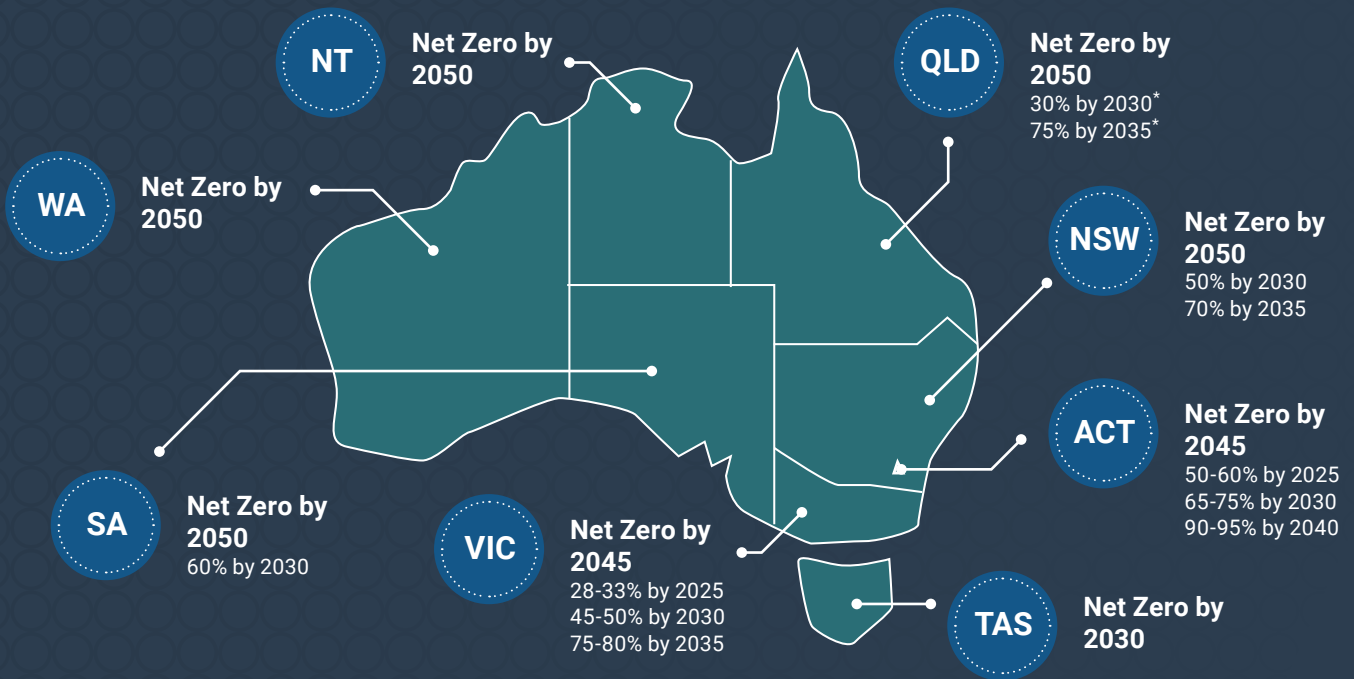 NT
Net Zero by
2050
QLD
Net Zero by
2050
30% by 2030*
75% by 2035*
WA
Net Zero by
2050
NSW
Net Zero by
2050
50% by 2030
70% by 2035
ACT
Net Zero by
2045
50-60% by 2025
65-75% by 2030
90-95% by 2040
SA
Net Zero by
2050
60% by 2030
VIC
Net Zero by
2045
28-33% by 2025
45-50% by 2030
75-80% by 2035
TAS
Net Zero by
2030